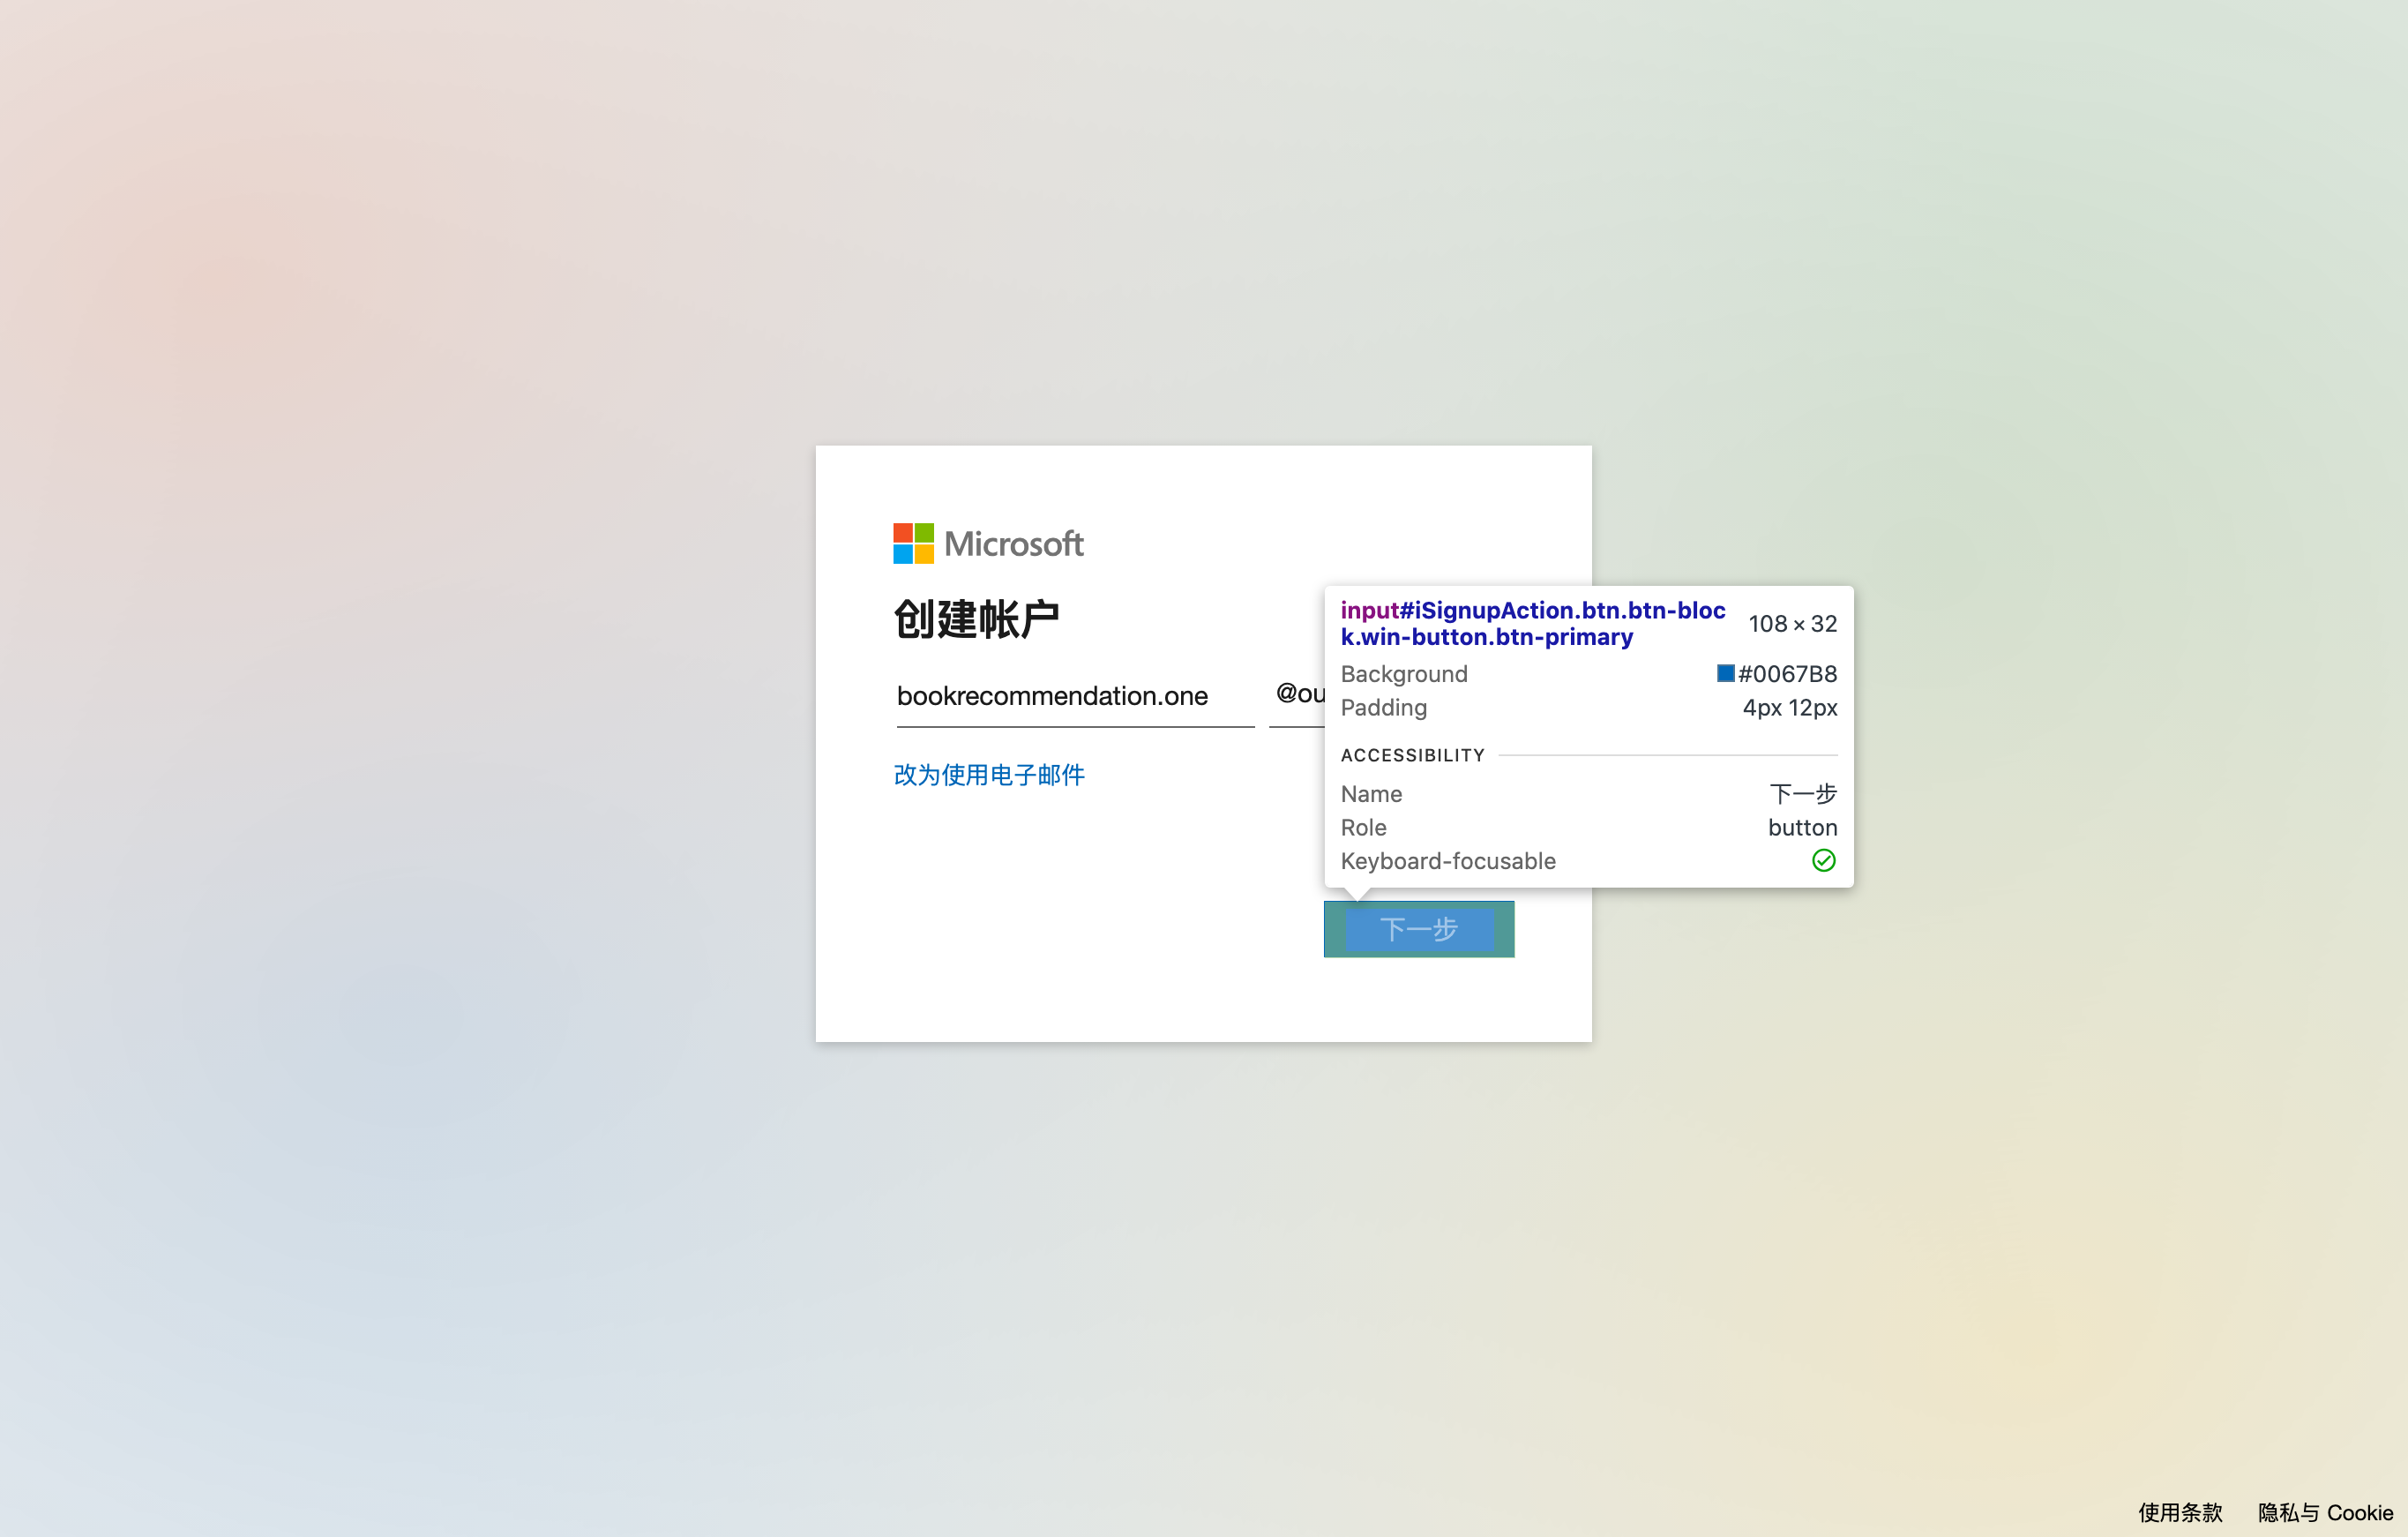 Microsoft
创建帐户
bookrecommendation.one
@ou
改为使用电子邮件
input#iSignupAction.btn.btn-bloc
k.win-button.btn-primary
108 × 32
Background #0067B8
Padding 4px 12px
ACCESSIBILITY
Name 下一步
Role button
Keyboard-focusable
下一步
使用条款 隐私与 Cookie